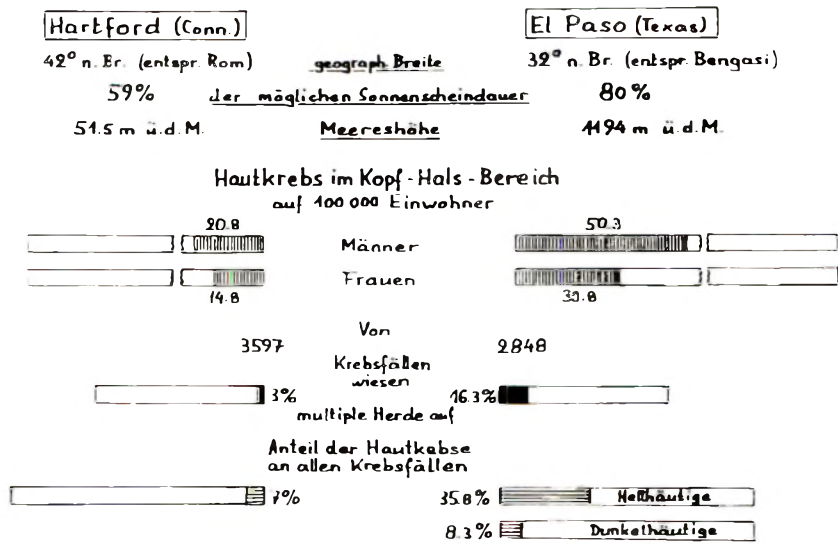 Hartford (Conn.) El Paso (Texas)
42° n. Br. (entspr. Rom) geograph. Breite 32° n. Br. (entspr. Bengasi)
59% der möglichen Sonnenscheindauer 80%
51.5 m ü.d.M. Meereshöhe 1194 m ü.d.M.
Hautkrebs im Kopf-Hals-Bereich
auf 100 000 Einwohner
20.8 50.3
Männer
Frauen
14.8 30.8
Von
3597 2848
Krebsfällen
wiesen
3% 16.3%
multiple Herde auf
Anteil der Hautkebse
an allen Krebsfällen
7% 35.8% Hellhäutige
8.3% Dunkelhäutige